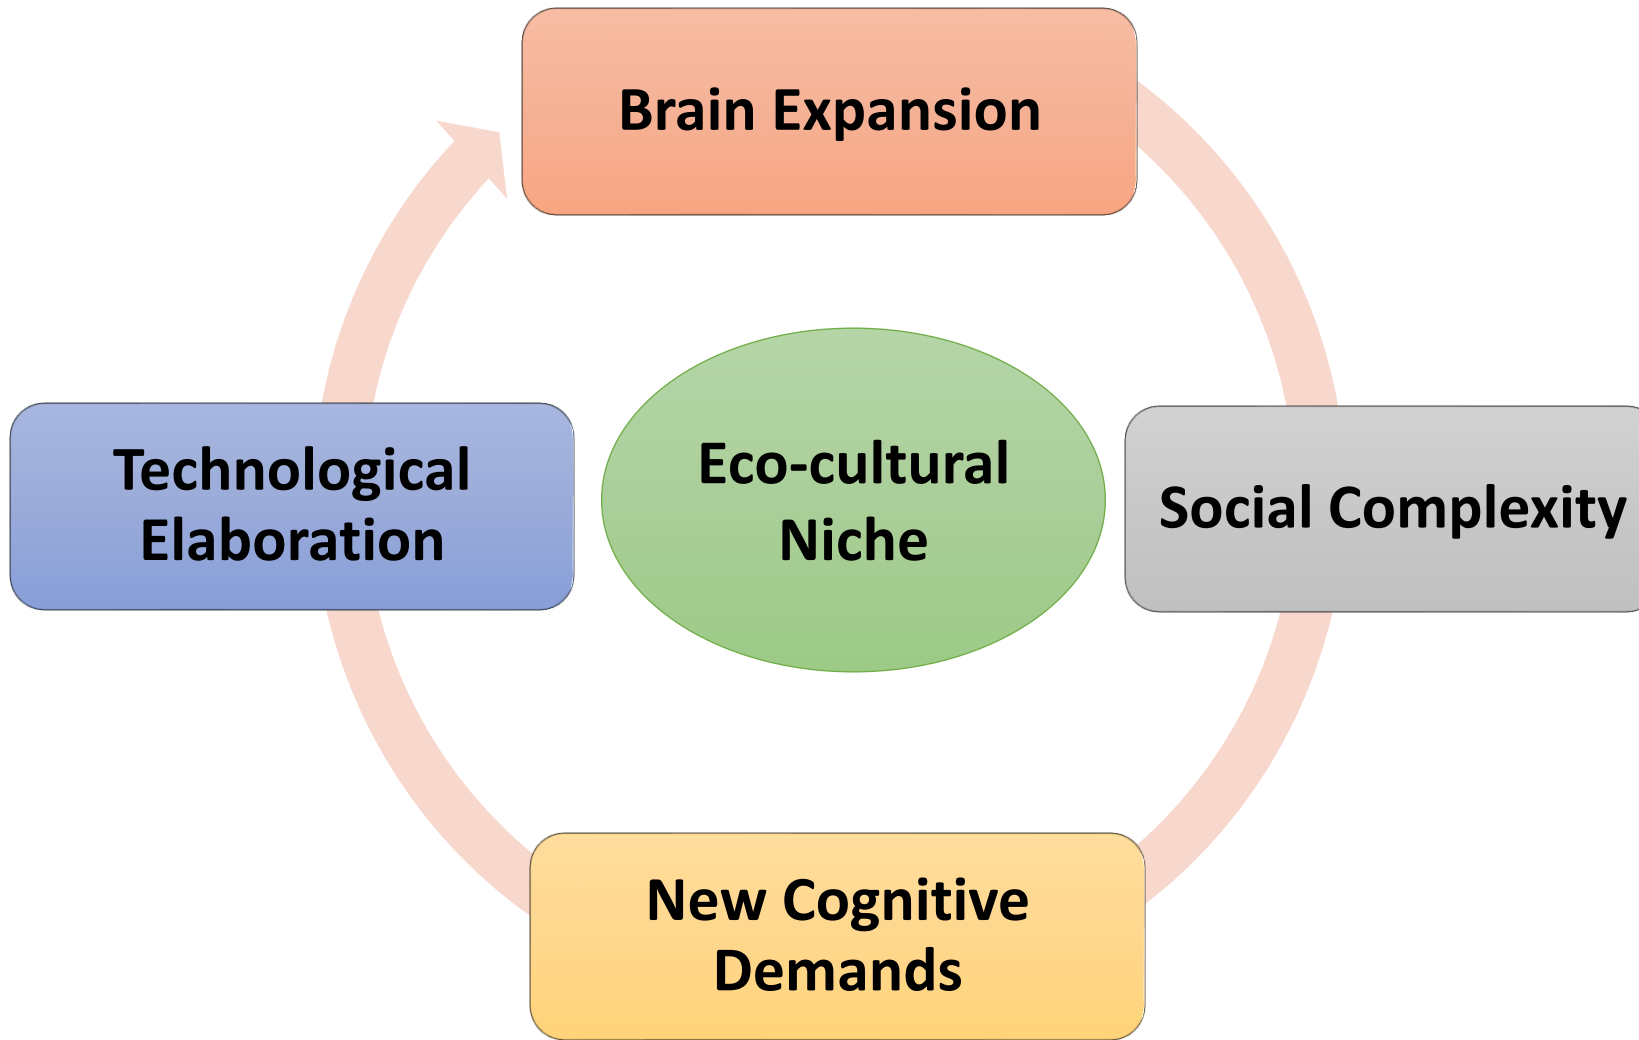 Brain Expansion
Technological
Elaboration
Eco-cultural
Niche
Social Complexity
New Cognitive
Demands